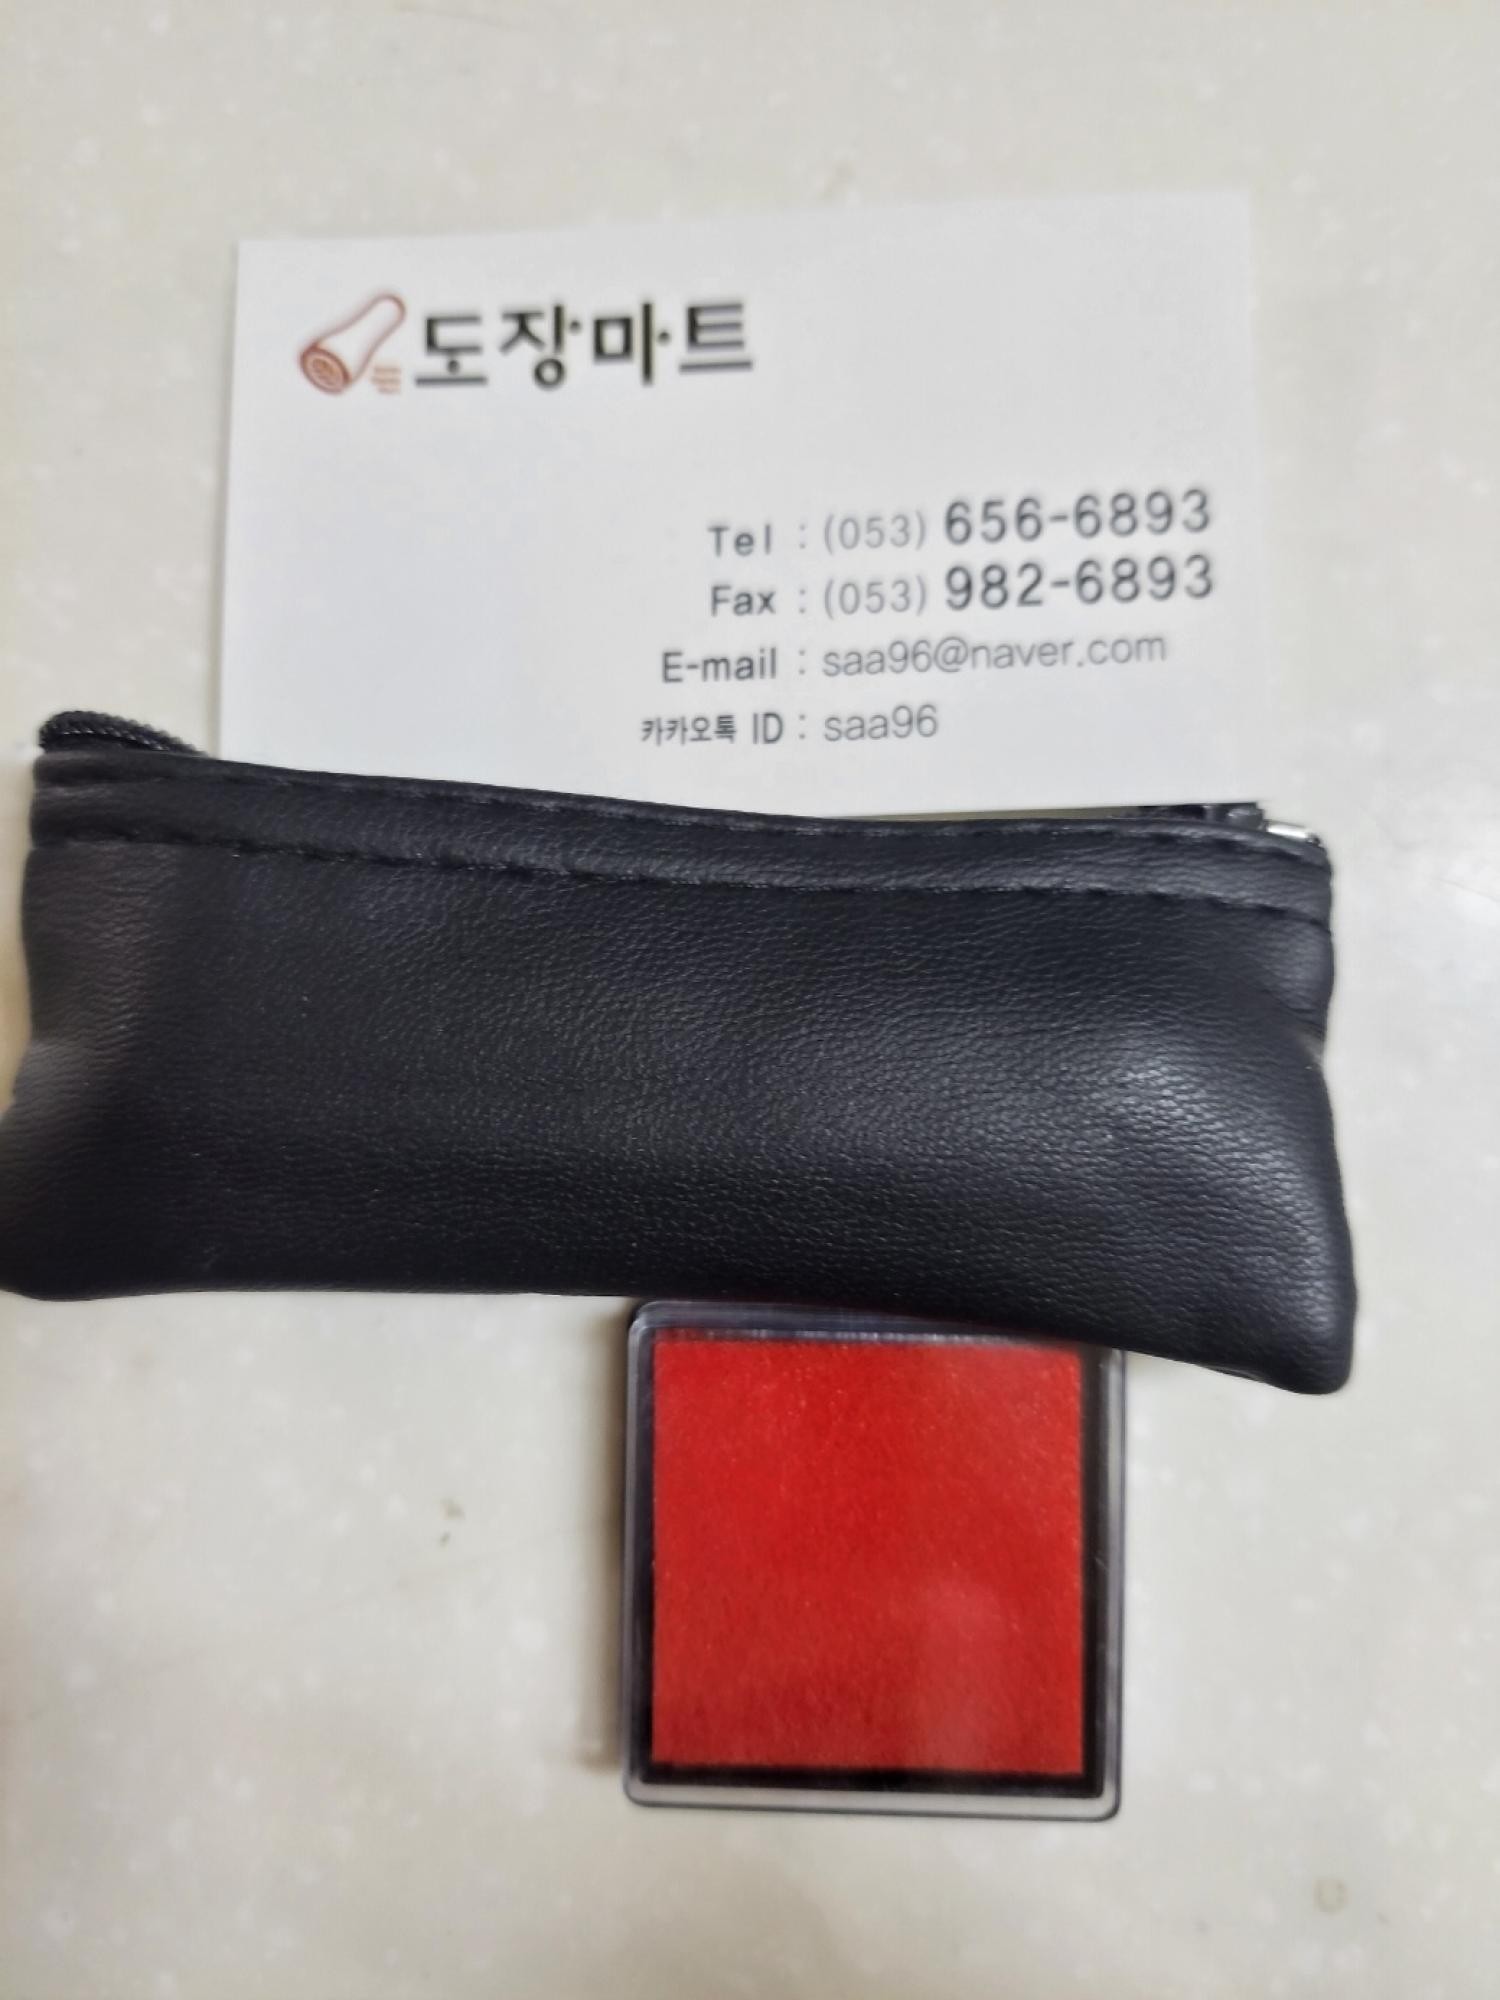 도장마트
Tel : (053) 656-6893
Fax : (053) 982-6893
E-mail : saa96@naver.com
카카오톡 ID : saa96